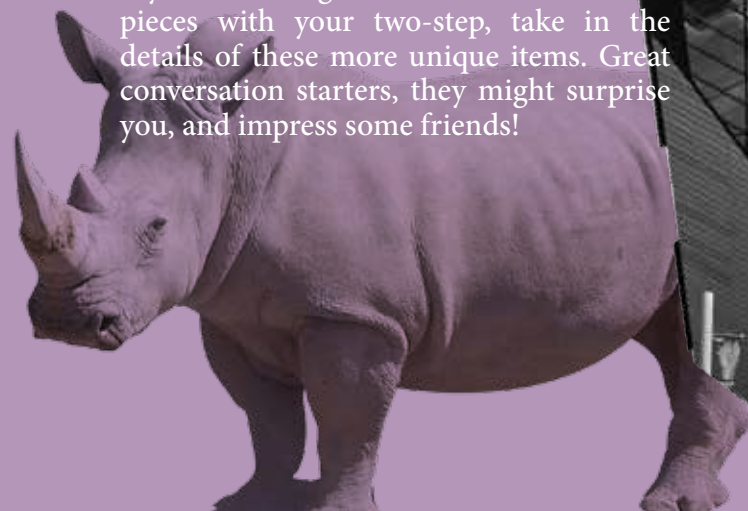 pieces with your two-step, take in the
details of these more unique items. Great
conversation starters, they might surprise
you, and impress some friends!